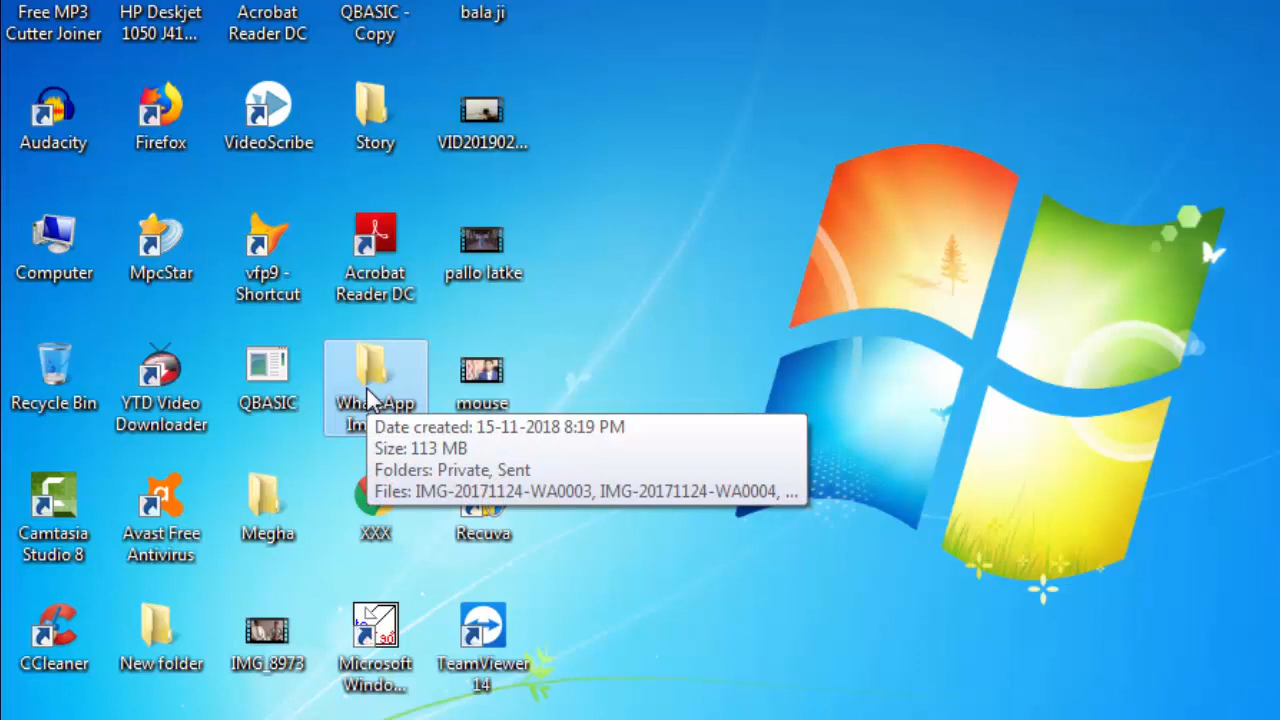 Free MP3
Cutter Joiner
HP Deskjet
1050 J41...
Acrobat
Reader DC
QBASIC -
Copy
bala ji
Audacity
Firefox
VideoScribe
Story
VID201902...
Computer
MpcStar
vfp9 -
Shortcut
Acrobat
Reader DC
pallo latke
Recycle Bin
YTD Video
Downloader
QBASIC
WhatsApp
mouse
Date created: 15-11-2018 8:19 PM
Size: 113 MB
Folders: Private, Sent
Files: IMG-20171124-WA0003, IMG-20171124-WA0004, ...
Camtasia
Studio 8
Avast Free
Antivirus
Megha
XXX
Recuva
CCleaner
New folder
IMG_8973
Microsoft
Windo...
TeamViewer
14